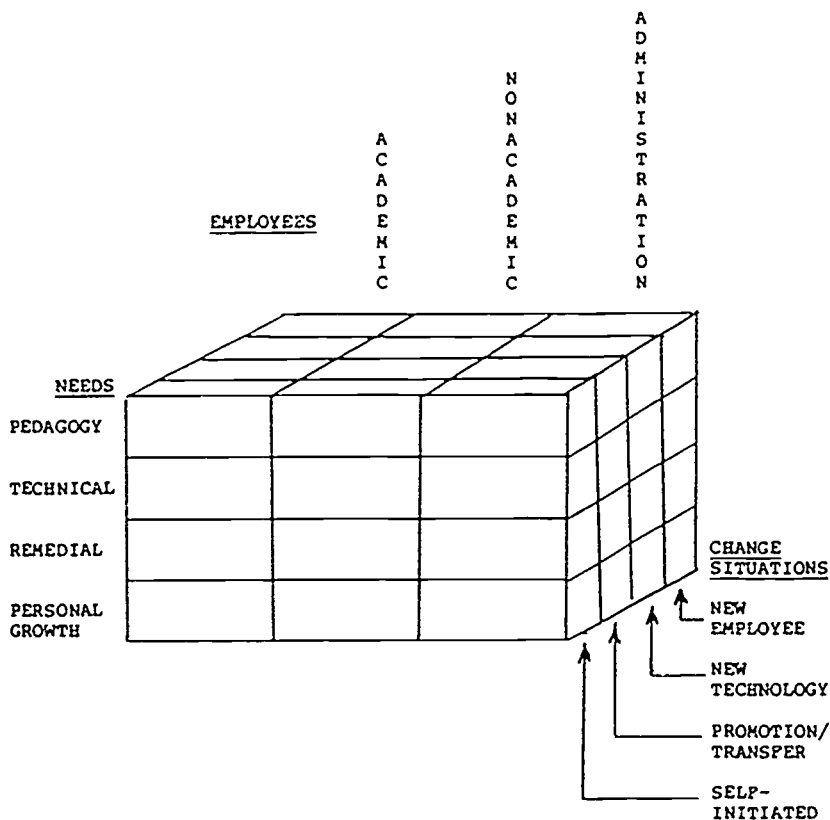 ADMINISTRATION
NONACADEMIC
ACADEMIC
EMPLOYEES
NEEDS
PEDAGOGY
TECHNICAL
REMEDIAL
PERSONAL
GROWTH
CHANGE
SITUATIONS
NEW
EMPLOYEE
NEW
TECHNOLOGY
PROMOTION/
TRANSFER
SELF-
INITIATED